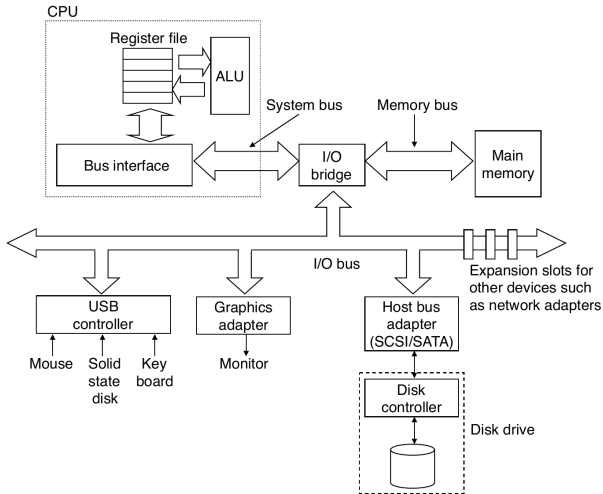 CPU
Register file
ALU
System bus
Memory bus
Bus interface
I/O
bridge
Main
memory
I/O bus
Expansion slots for
other devices such
as network adapters
USB
controller
Graphics
adapter
Host bus
adapter
(SCSI/SATA)
Mouse
Solid
state
disk
Key
board
Monitor
Disk
controller
Disk drive